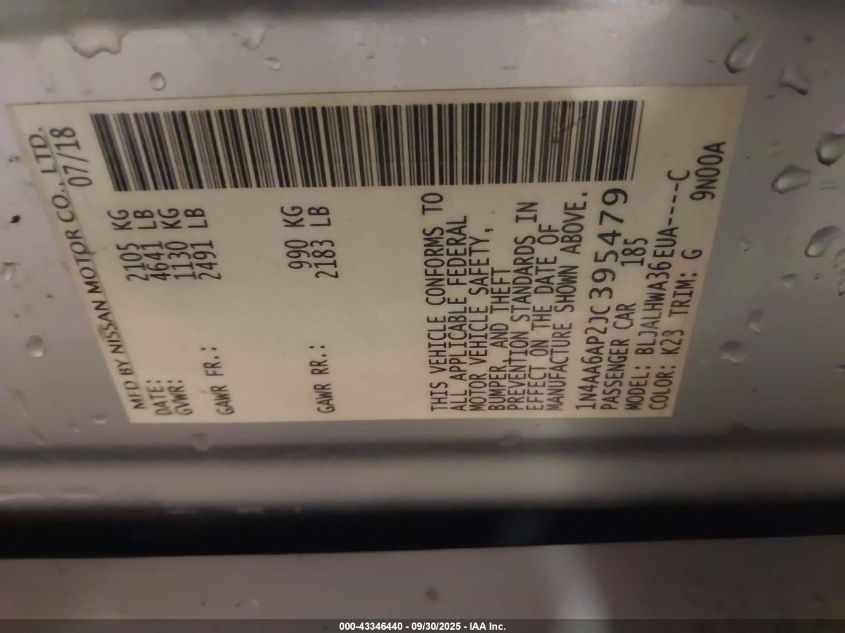 MFD BY NISSAN MOTOR CO., LTD.
DATE: 07/18
GVWR: 2105 KG
4641 LB
GAWR FR.: 1130 KG
2491 LB
GAWR RR.: 990 KG
2183 LB
THIS VEHICLE CONFORMS TO
ALL APPLICABLE FEDERAL
MOTOR VEHICLE SAFETY,
BUMPER, AND THEFT
PREVENTION STANDARDS IN
EFFECT ON THE DATE OF
MANUFACTURE SHOWN ABOVE.
1N4AA6AP2JC395479
PASSENGER CAR 185
MODEL: BLJALHWA36EUA----C
COLOR: K23 TRIM: G 9N00A
000-43346440 - 09/30/2025 - IAA Inc.